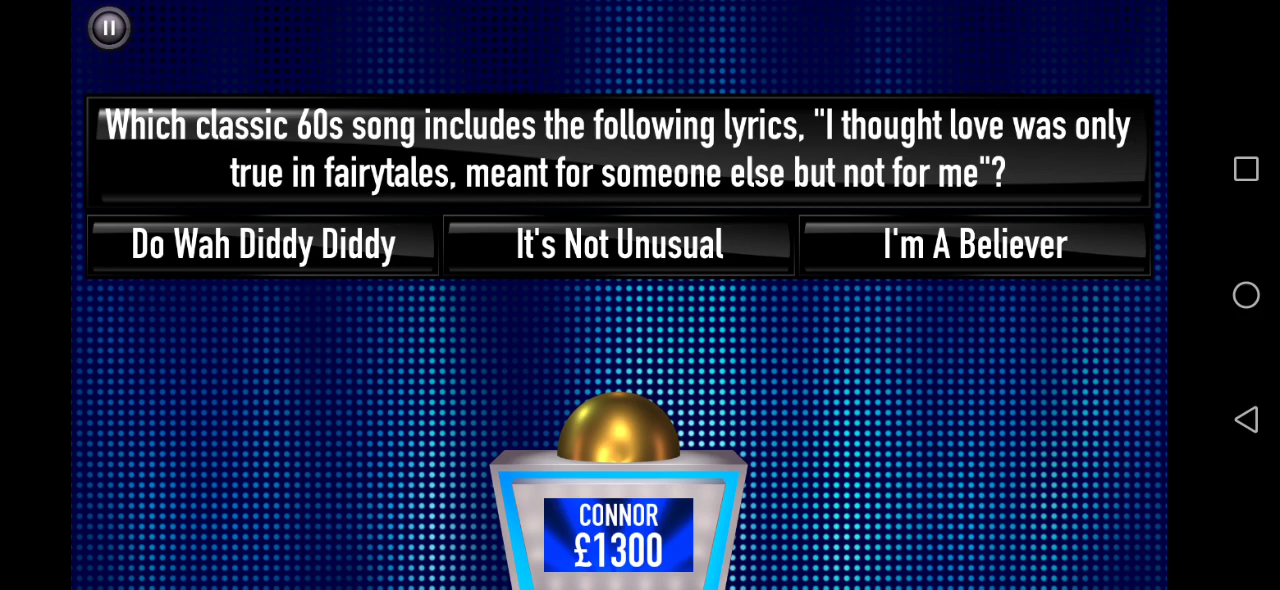 Which classic 60s song includes the following lyrics, "I thought love was only
true in fairytales, meant for someone else but not for me"?
Do Wah Diddy Diddy
It's Not Unusual
I'm A Believer
CONNOR
£1300